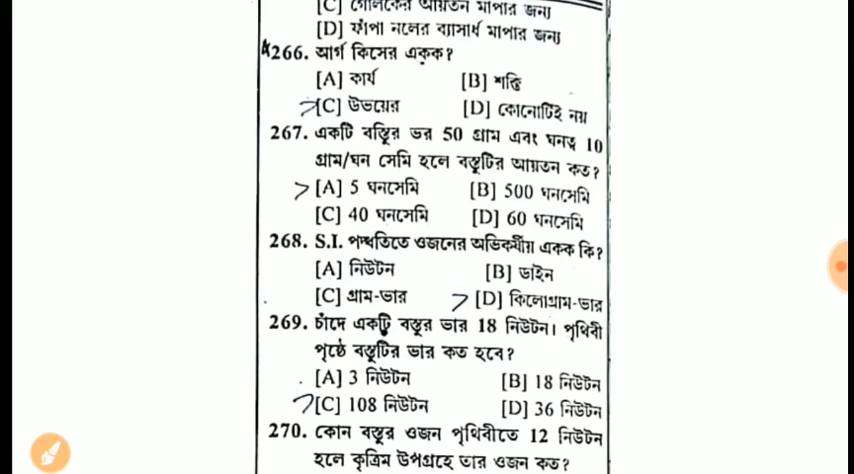 [C] গোলকের আয়তন মাপার জন্য
[D] ফাঁপা নলের ব্যাসার্ধ মাপার জন্য
266. আর্গ কিসের একক?
[A] কার্য [B] শক্তি
[C] উভয়ের [D] কোনোটিই নয়
267. একটি বস্তুর ভর 50 গ্রাম এবং ঘনত্ব 10
গ্রাম/ঘন সেমি হলে বস্তুটির আয়তন কত?
[A] 5 ঘনসেমি [B] 500 ঘনসেমি
[C] 40 ঘনসেমি [D] 60 ঘনসেমি
268. S.I. পদ্ধতিতে ওজনের অভিকর্ষীয় একক কি?
[A] নিউটন [B] ডাইন
[C] গ্রাম-ভার [D] কিলোগ্রাম-ভার
269. চাঁদে একটি বস্তুর ভার 18 নিউটন। পৃথিবী
পৃষ্ঠে বস্তুটির ভার কত হবে?
[A] 3 নিউটন [B] 18 নিউটন
[C] 108 নিউটন [D] 36 নিউটন
270. কোন বস্তুর ওজন পৃথিবীতে 12 নিউটন
হলে কৃত্রিম উপগ্রহে তার ওজন কত?